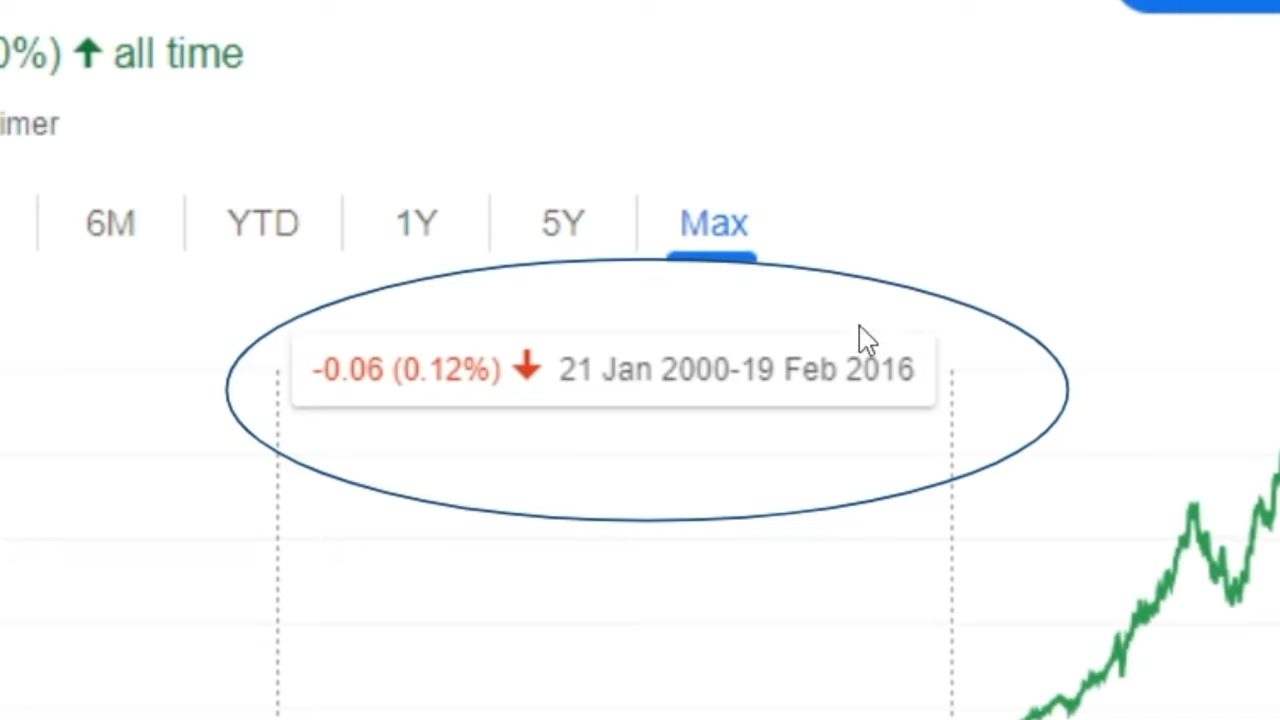 0%) ↑ all time
imer
6M YTD 1Y 5Y Max
-0.06 (0.12%) ↓ 21 Jan 2000-19 Feb 2016